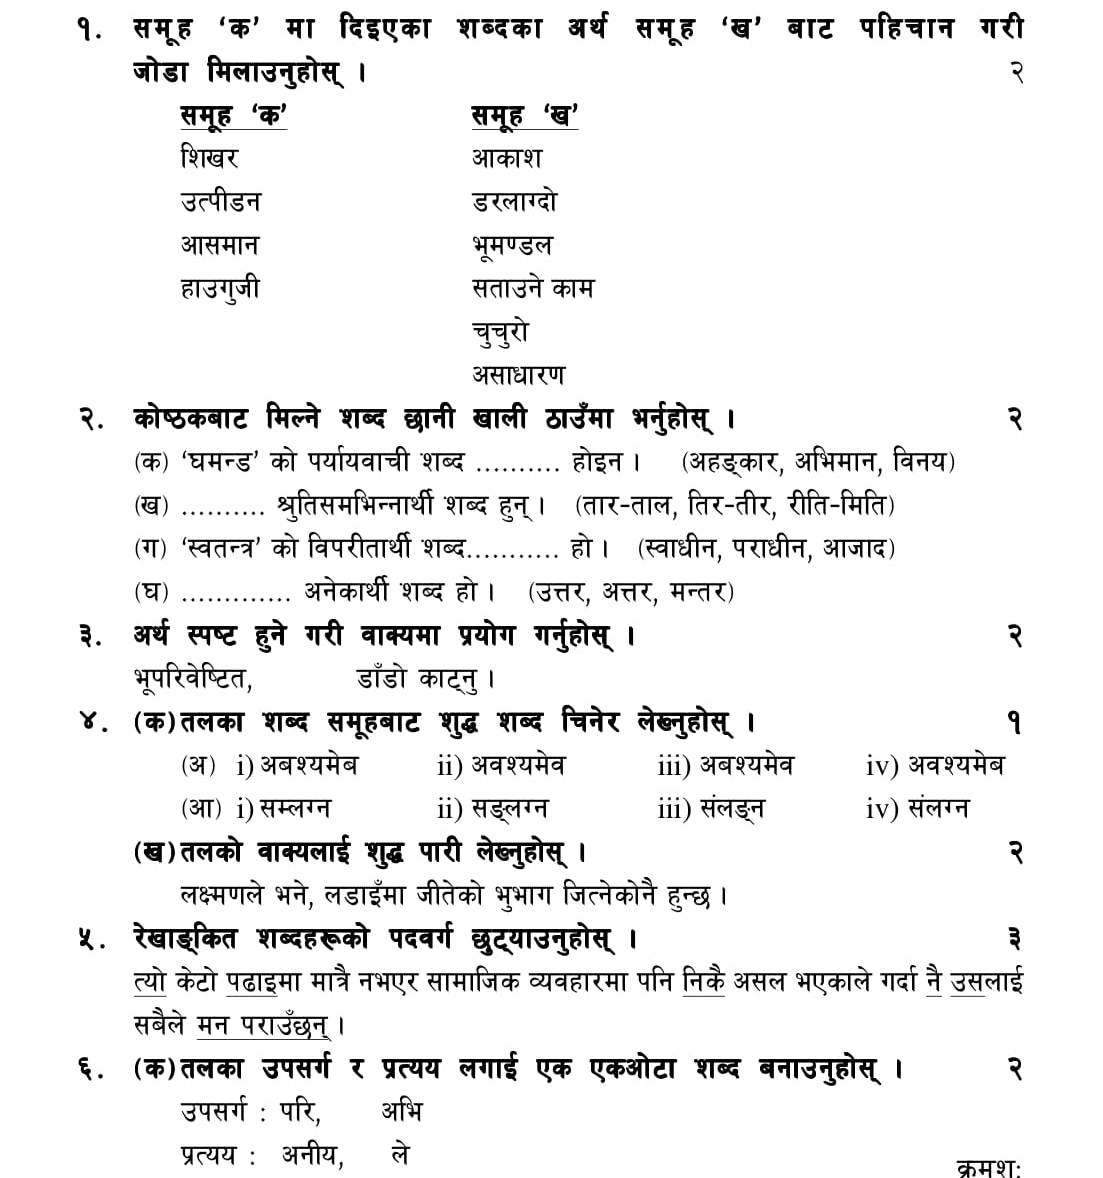 १. समूह ‘क’ मा दिइएका शब्दका अर्थ समूह ‘ख’ बाट पहिचान गरी
जोडा मिलाउनुहोस् । २
समूह ‘क’ समूह ‘ख’
शिखर आकाश
उत्पीडन डरलाग्दो
आसमान भूमण्डल
हाउगुजी सताउने काम
चुचुरो
असाधारण
२. कोष्ठकबाट मिल्ने शब्द छानी खाली ठाउँमा भर्नुहोस् । २
(क) ‘घमन्ड’ को पर्यायवाची शब्द .......... होइन । (अहङ्कार, अभिमान, विनय)
(ख) .......... श्रुतिसमभिन्नार्थी शब्द हुन् । (तार-ताल, तिर-तीर, रीति-मिति)
(ग) ‘स्वतन्त्र’ को विपरीतार्थी शब्द........... हो । (स्वाधीन, पराधीन, आजाद)
(घ) ............. अनेकार्थी शब्द हो । (उत्तर, अत्तर, मन्तर)
३. अर्थ स्पष्ट हुने गरी वाक्यमा प्रयोग गर्नुहोस् । २
भूपरिवेष्टित, डाँडो काट्नु ।
४. (क) तलका शब्द समूहबाट शुद्ध शब्द चिनेर लेख्नुहोस् । १
(अ) i) अबश्यमेब ii) अवश्यमेव iii) अबश्यमेव iv) अवश्यमेब
(आ) i) सम्लग्न ii) सङ्लग्न iii) संलङ्न iv) संलग्न
(ख) तलको वाक्यलाई शुद्ध पारी लेख्नुहोस् । २
लक्ष्मणले भने, लडाइँमा जीतेको भुभाग जित्नेकोनै हुन्छ ।
५. रेखाङ्कित शब्दहरूको पदवर्ग छुट्याउनुहोस् । ३
त्यो केटो पढाइमा मात्रै नभएर सामाजिक व्यवहारमा पनि निकै असल भएकाले गर्दा नै उसलाई
सबैले मन पराउँछन् ।
६. (क) तलका उपसर्ग र प्रत्यय लगाई एक एकओटा शब्द बनाउनुहोस् । २
उपसर्ग : परि, अभि
प्रत्यय : अनीय, ले
क्रमश: